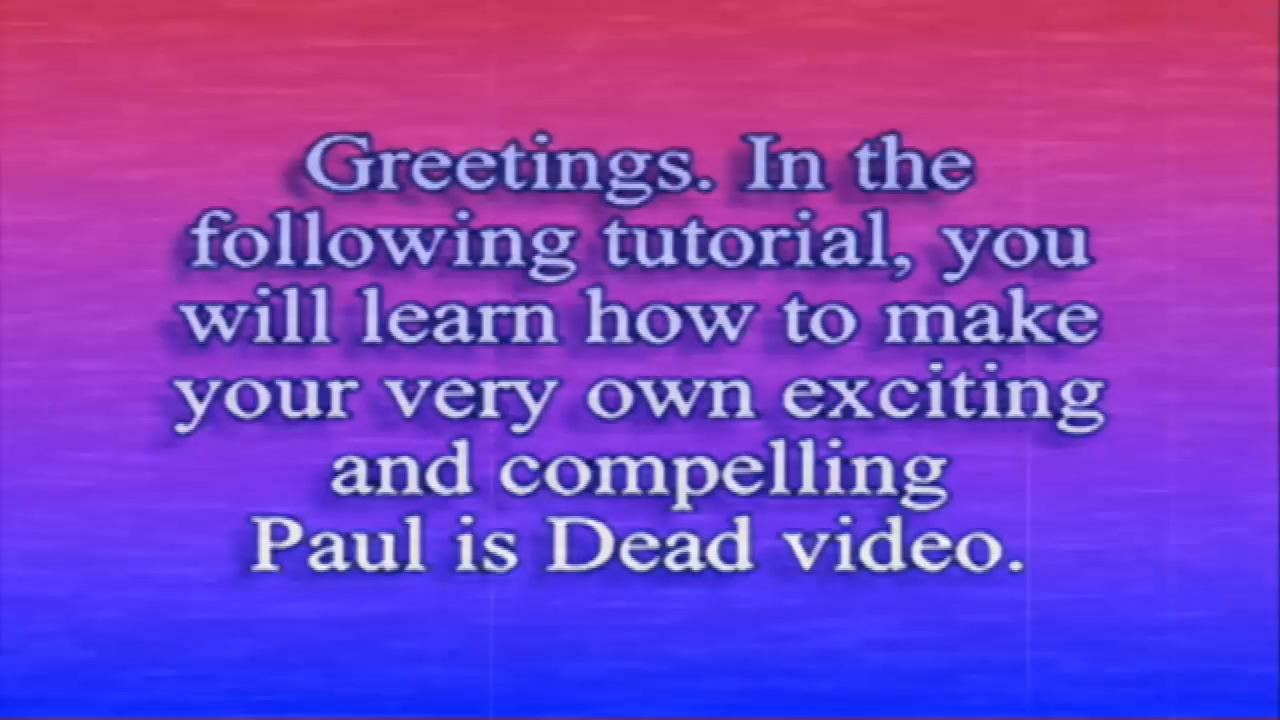 Greetings. In the
following tutorial, you
will learn how to make
your very own exciting
and compelling
Paul is Dead video.